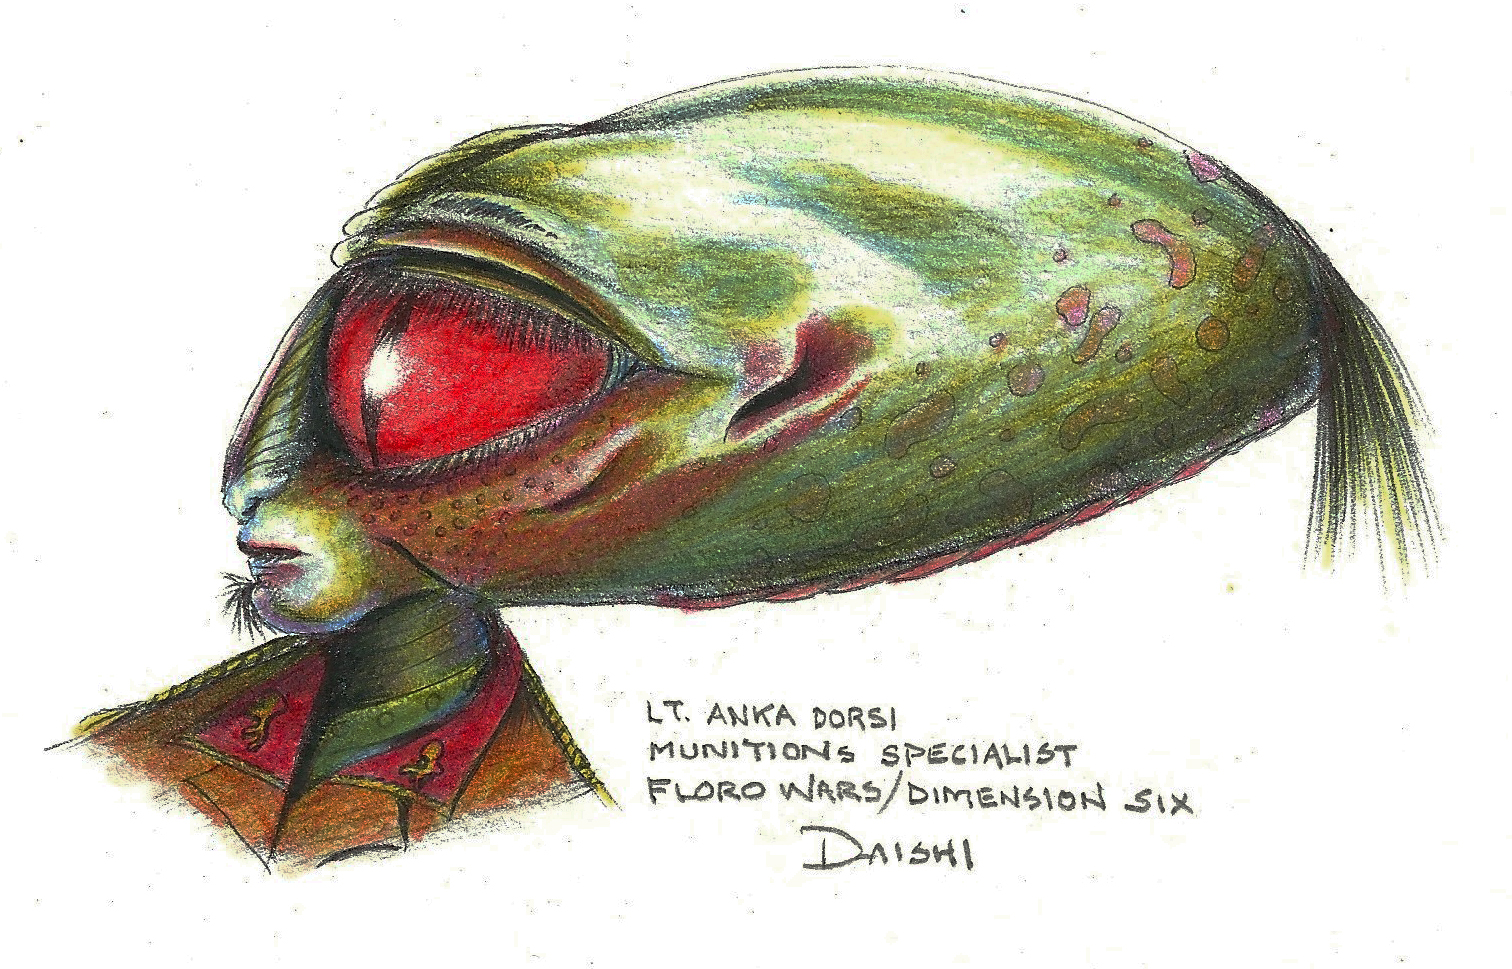 LT. ANKA DORSI
MUNITIONS SPECIALIST
FLORO WARS/DIMENSION SIX
DAISHI